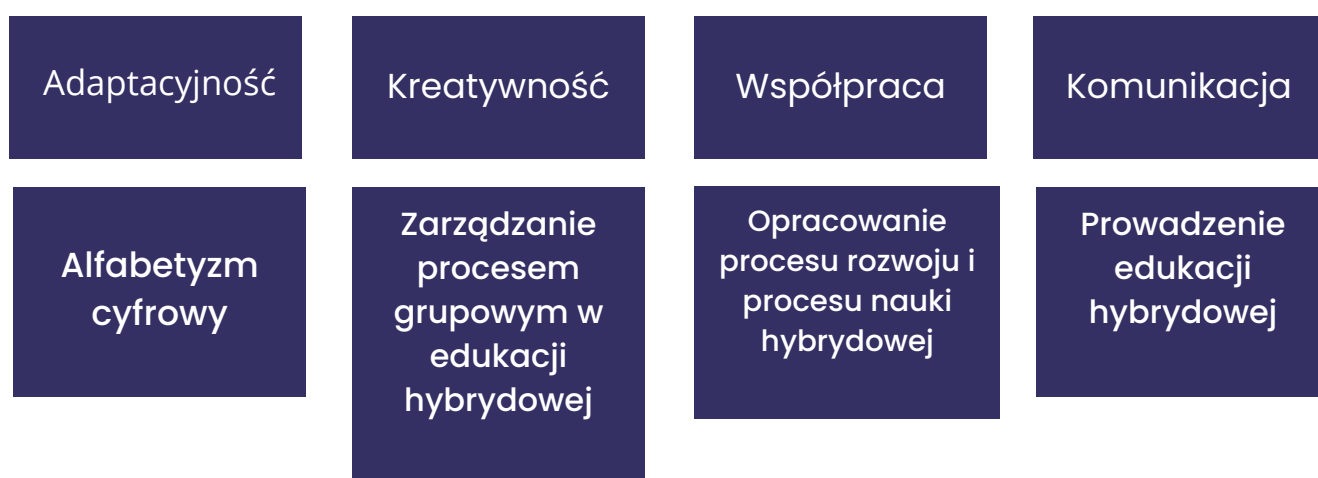 Adaptacyjność
Kreatywność
Współpraca
Komunikacja
Alfabetyzm
cyfrowy
Zarządzanie
procesem
grupowym w
edukacji
hybrydowej
Opracowanie
procesu rozwoju i
procesu nauki
hybrydowej
Prowadzenie
edukacji
hybrydowej